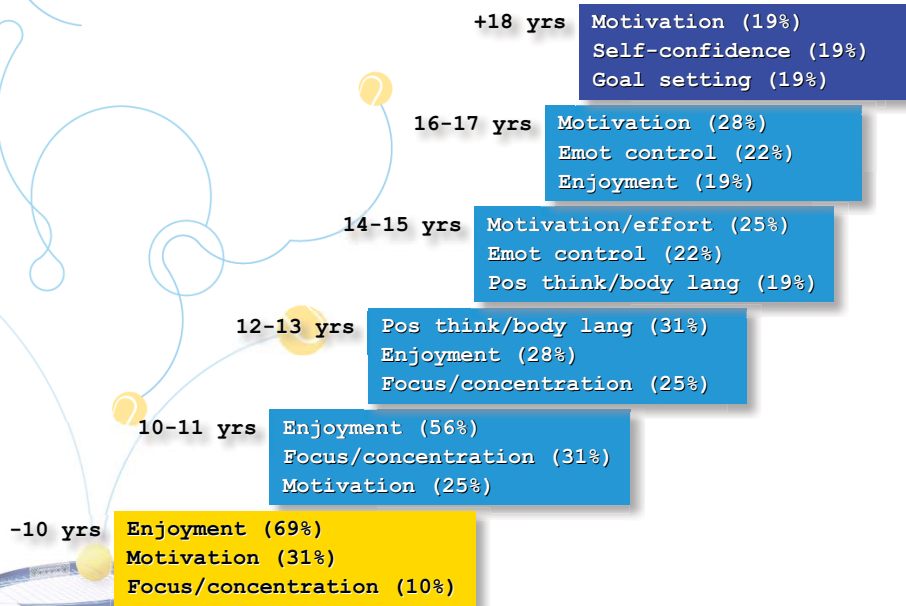 +18 yrs Motivation (19%)
Self-confidence (19%)
Goal setting (19%)
16-17 yrs Motivation (28%)
Emot control (22%)
Enjoyment (19%)
14-15 yrs Motivation/effort (25%)
Emot control (22%)
Pos think/body lang (19%)
12-13 yrs Pos think/body lang (31%)
Enjoyment (28%)
Focus/concentration (25%)
10-11 yrs Enjoyment (56%)
Focus/concentration (31%)
Motivation (25%)
-10 yrs Enjoyment (69%)
Motivation (31%)
Focus/concentration (10%)